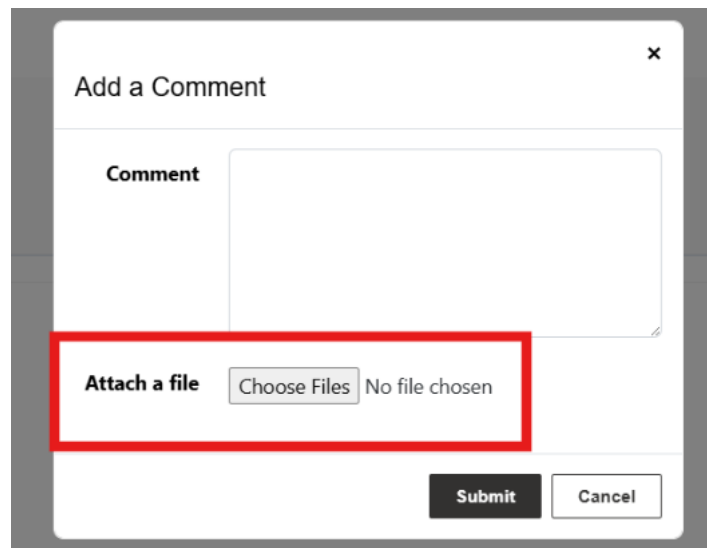 ×
Add a Comment
Comment
Attach a file Choose Files No file chosen
Submit Cancel